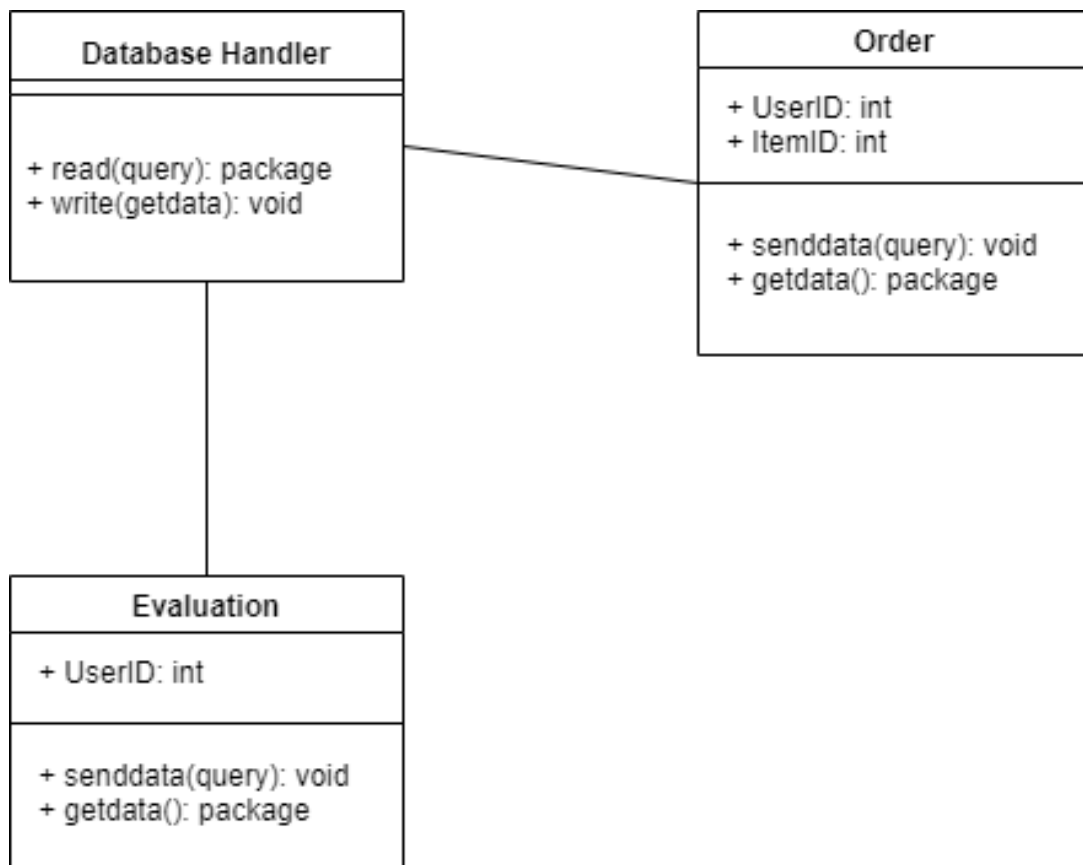 Database Handler
+ read(query): package
+ write(getdata): void
Order
+ UserID: int
+ ItemID: int
+ senddata(query): void
+ getdata(): package
Evaluation
+ UserID: int
+ senddata(query): void
+ getdata(): package